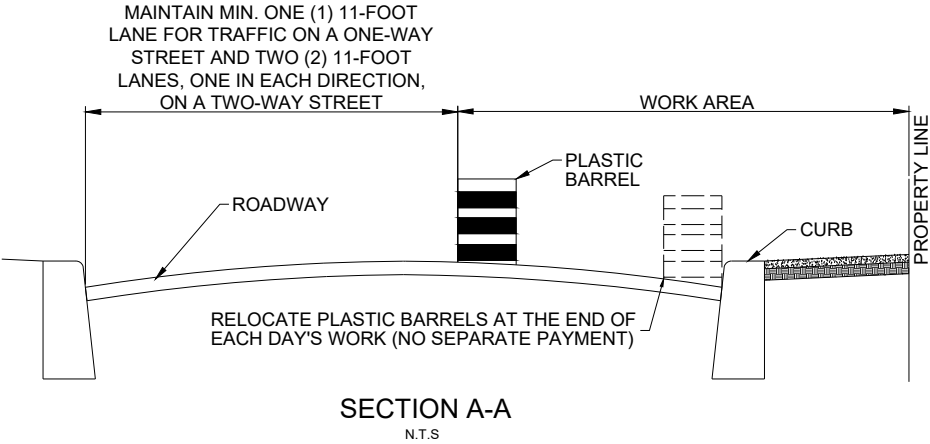 MAINTAIN MIN. ONE (1) 11-FOOT
LANE FOR TRAFFIC ON A ONE-WAY
STREET AND TWO (2) 11-FOOT
LANES, ONE IN EACH DIRECTION,
ON A TWO-WAY STREET
WORK AREA
PROPERTY LINE
PLASTIC
BARREL
ROADWAY
CURB
RELOCATE PLASTIC BARRELS AT THE END OF
EACH DAY'S WORK (NO SEPARATE PAYMENT)
SECTION A-A
N.T.S